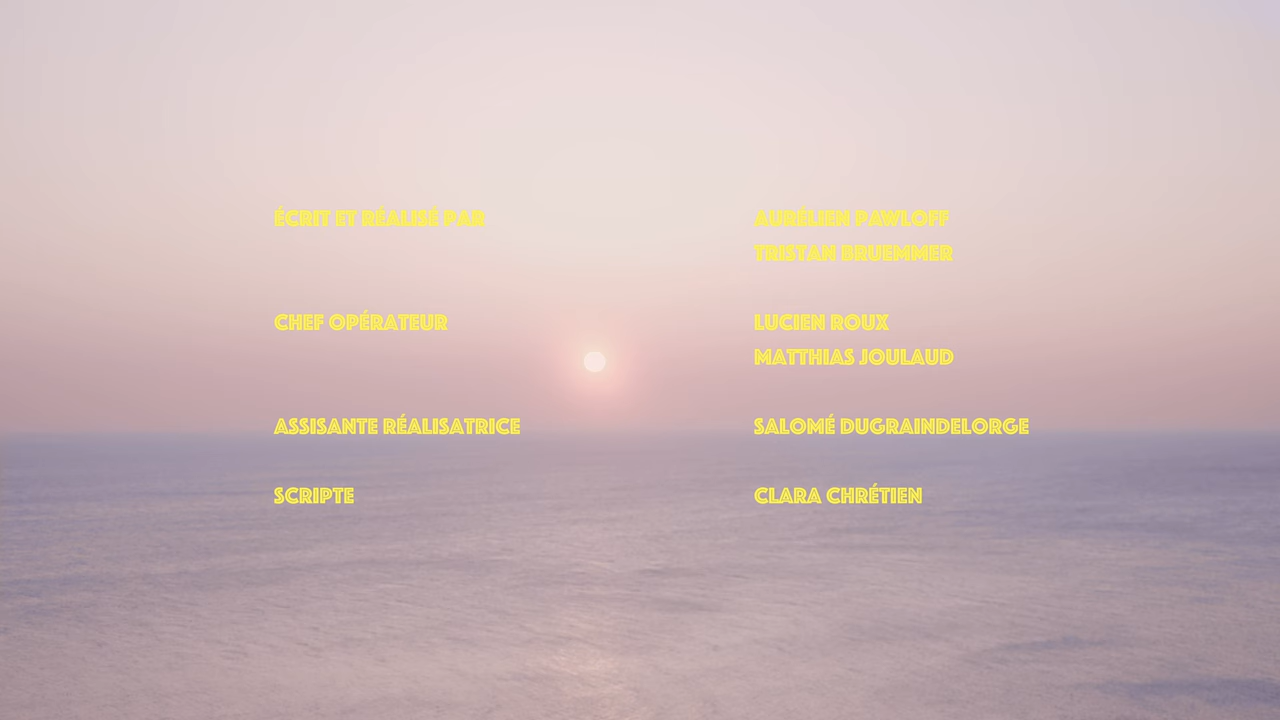 ÉCRIT ET RÉALISÉ PAR AURÉLIEN PAWLOFF
TRISTAN BRUEMMER
CHEF OPÉRATEUR LUCIEN ROUX
MATTHIAS JOULAUD
ASSISANTE RÉALISATRICE SALOMÉ DUGRAINDELORGE
SCRIPTE CLARA CHRÉTIEN